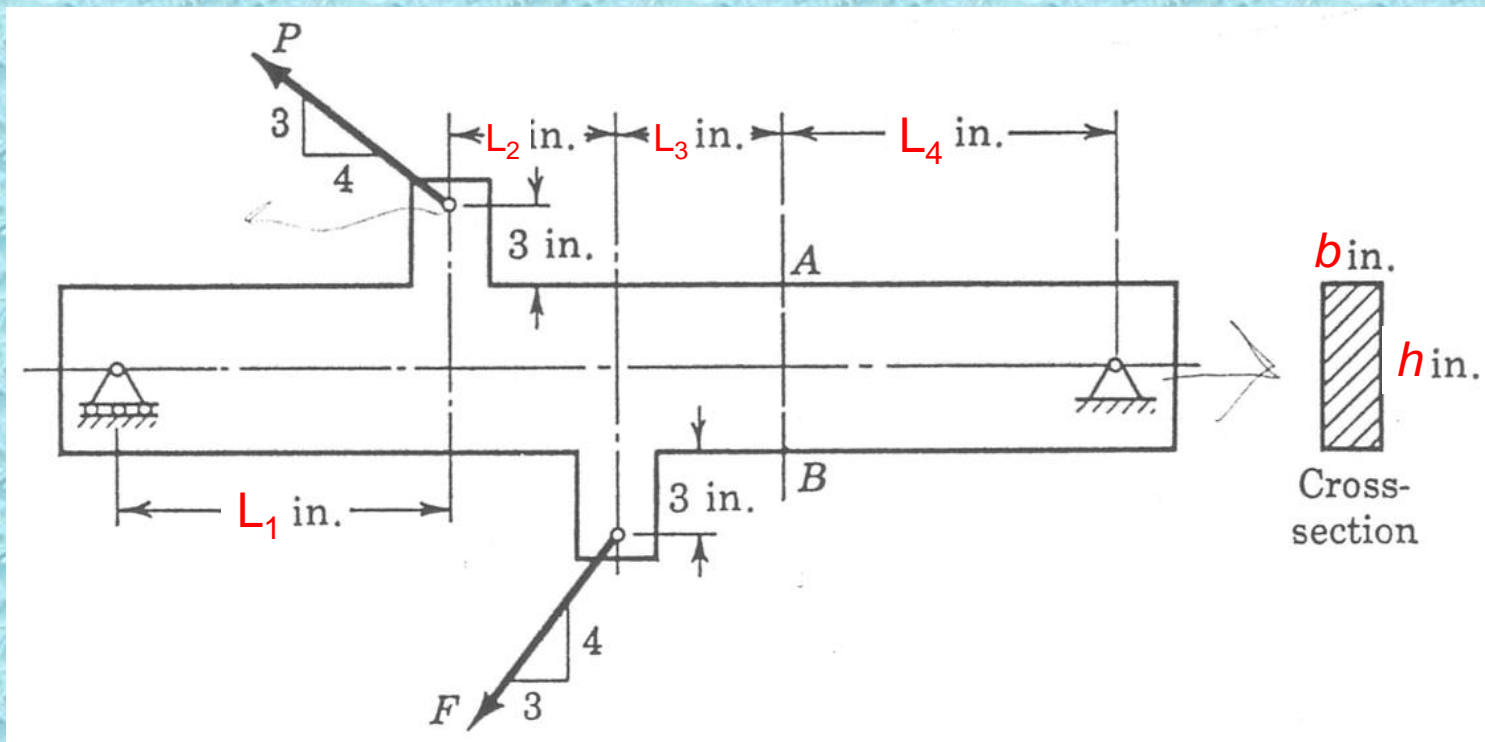 P
3
4
L₂ in.
L₃ in.
L₄ in.
3 in.
A
b in.
h in.
L₁ in.
B
3 in.
Cross-
section
4
3
F